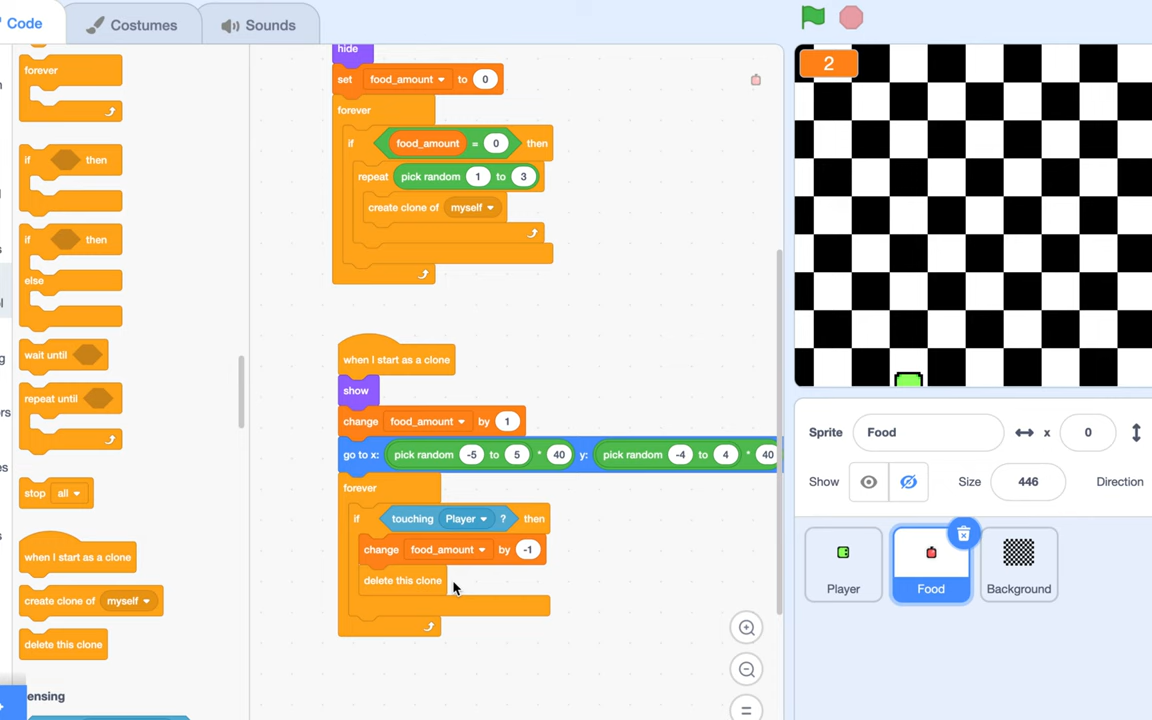 Code
Costumes
Sounds
forever
if then
if then
else
wait until
repeat until
stop all
when I start as a clone
create clone of myself
delete this clone
ensing
hide
set food_amount to 0
forever
if food_amount = 0 then
repeat pick random 1 to 3
create clone of myself
when I start as a clone
show
change food_amount by 1
go to x: pick random -5 to 5 * 40 y: pick random -4 to 4 * 40
forever
if touching Player ? then
change food_amount by -1
delete this clone
2
Sprite Food x 0
Show Size 446 Direction
Player
Food
Background